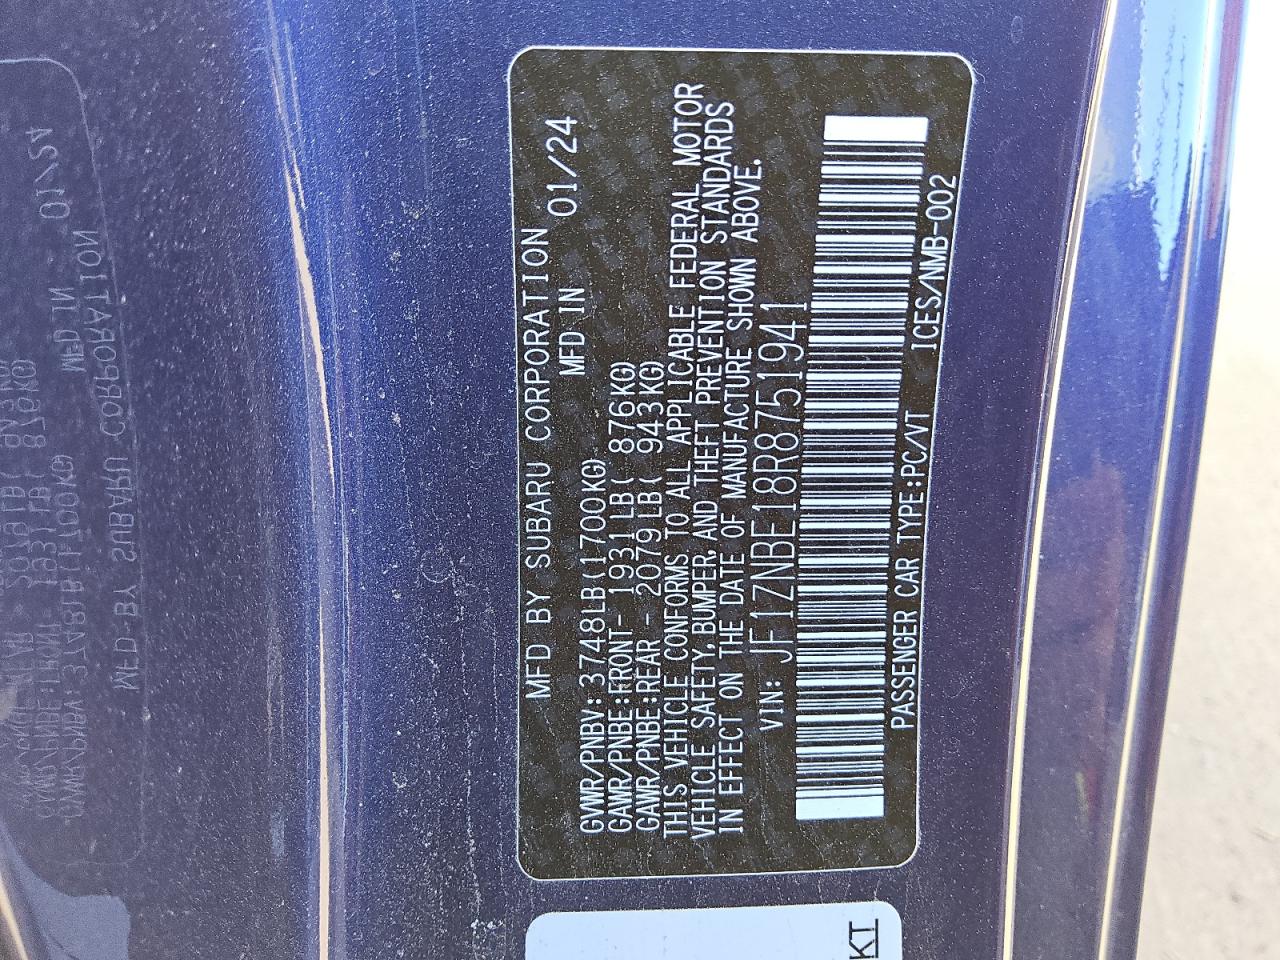 MFD BY SUBARU CORPORATION 01/24
MFD IN
GVWR/PNBV:3748LB(1700KG)
GAWR/PNBE:FRONT- 1931LB( 876KG)
GAWR/PNBE:REAR - 2079LB( 943KG)
THIS VEHICLE CONFORMS TO ALL APPLICABLE FEDERAL MOTOR
VEHICLE SAFETY, BUMPER, AND THEFT PREVENTION STANDARDS
IN EFFECT ON THE DATE OF MANUFACTURE SHOWN ABOVE.
VIN: JF1ZNBE18R8751941
PASSENGER CAR TYPE:PC/VT ICES/NMB-002
KT